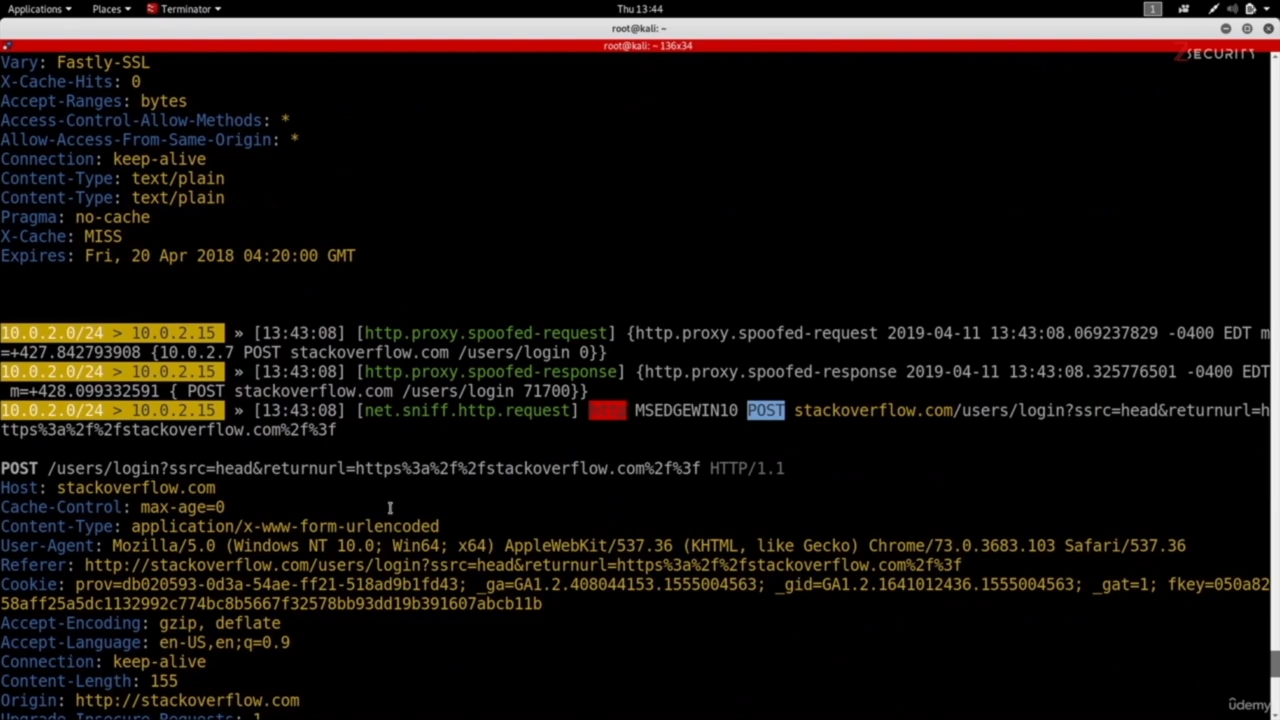 Applications Places Terminator Thu 13:44 1
root@kali: ~
root@kali: ~ 136x34
ZSECURITY
Vary: Fastly-SSL
X-Cache-Hits: 0
Accept-Ranges: bytes
Access-Control-Allow-Methods: *
Allow-Access-From-Same-Origin: *
Connection: keep-alive
Content-Type: text/plain
Content-Type: text/plain
Pragma: no-cache
X-Cache: MISS
Expires: Fri, 20 Apr 2018 04:20:00 GMT
10.0.2.0/24 > 10.0.2.15 » [13:43:08] [http.proxy.spoofed-request] {http.proxy.spoofed-request 2019-04-11 13:43:08.069237829 -0400 EDT m
=+427.842793908 {10.0.2.7 POST stackoverflow.com /users/login 0}}
10.0.2.0/24 > 10.0.2.15 » [13:43:08] [http.proxy.spoofed-response] {http.proxy.spoofed-response 2019-04-11 13:43:08.325776501 -0400 EDT
m=+428.099332591 { POST stackoverflow.com /users/login 71700}}
10.0.2.0/24 > 10.0.2.15 » [13:43:08] [net.sniff.http.request] MSEDGEWIN10 POST stackoverflow.com/users/login?ssrc=head&returnurl=h
ttps%3a%2f%2fstackoverflow.com%2f%3f
POST /users/login?ssrc=head&returnurl=https%3a%2f%2fstackoverflow.com%2f%3f HTTP/1.1
Host: stackoverflow.com
Cache-Control: max-age=0
Content-Type: application/x-www-form-urlencoded
User-Agent: Mozilla/5.0 (Windows NT 10.0; Win64; x64) AppleWebKit/537.36 (KHTML, like Gecko) Chrome/73.0.3683.103 Safari/537.36
Referer: http://stackoverflow.com/users/login?ssrc=head&returnurl=https%3a%2f%2fstackoverflow.com%2f%3f
Cookie: prov=db020593-0d3a-54ae-ff21-518ad9b1fd43; _ga=GA1.2.408044153.1555004563; _gid=GA1.2.1641012436.1555004563; _gat=1; fkey=050a82
58aff25a5dc1132992c774bc8b5667f32578bb93dd19b391607abcb11b
Accept-Encoding: gzip, deflate
Accept-Language: en-US,en;q=0.9
Connection: keep-alive
Content-Length: 155
Origin: http://stackoverflow.com
Upgrade-Insecure-Requests: 1
ûdemy